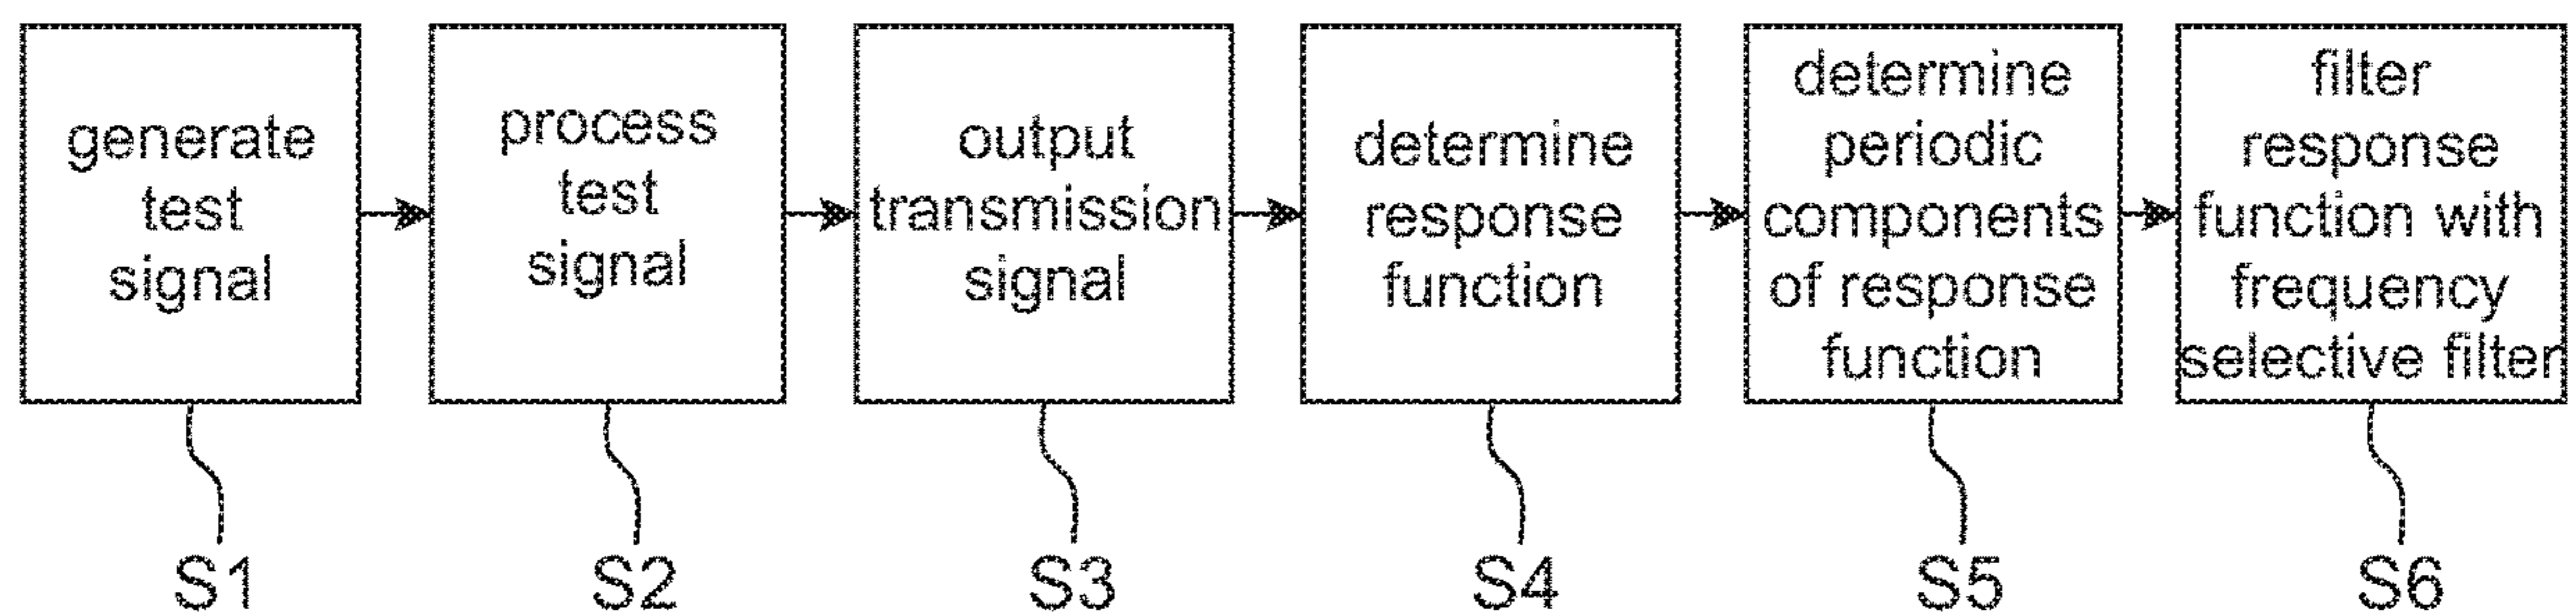 generate
test
signal
process
test
signal
output
transmission
signal
determine
response
function
determine
periodic
components
of response
function
filter
response
function with
frequency
selective filter
S1
S2
S3
S4
S5
S6